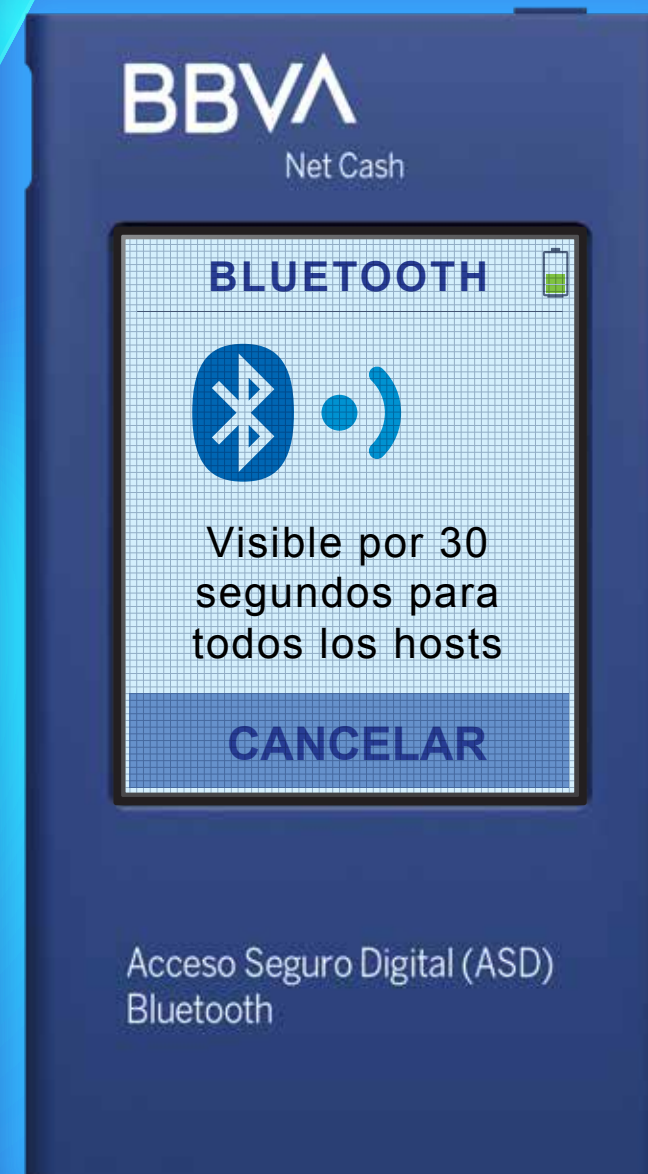 BBVA
Net Cash
BLUETOOTH
Visible por 30
segundos para
todos los hosts
CANCELAR
Acceso Seguro Digital (ASD)
Bluetooth